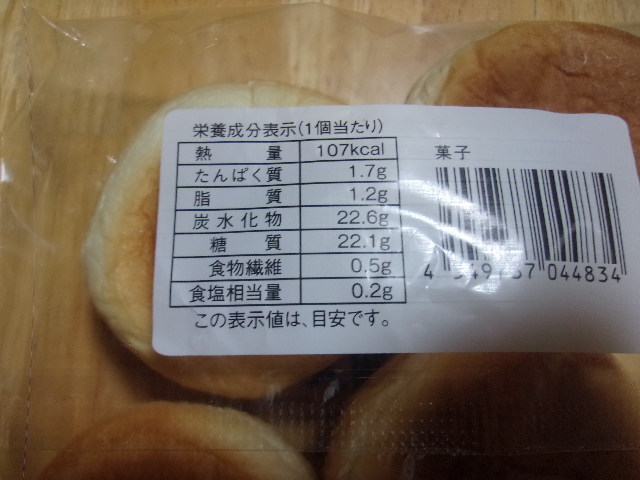 栄養成分表示(1個当たり)
熱量 107kcal
たんぱく質 1.7g
脂質 1.2g
炭水化物 22.6g
糖質 22.1g
食物繊維 0.5g
食塩相当量 0.2g
この表示値は、目安です。
菓子
044834